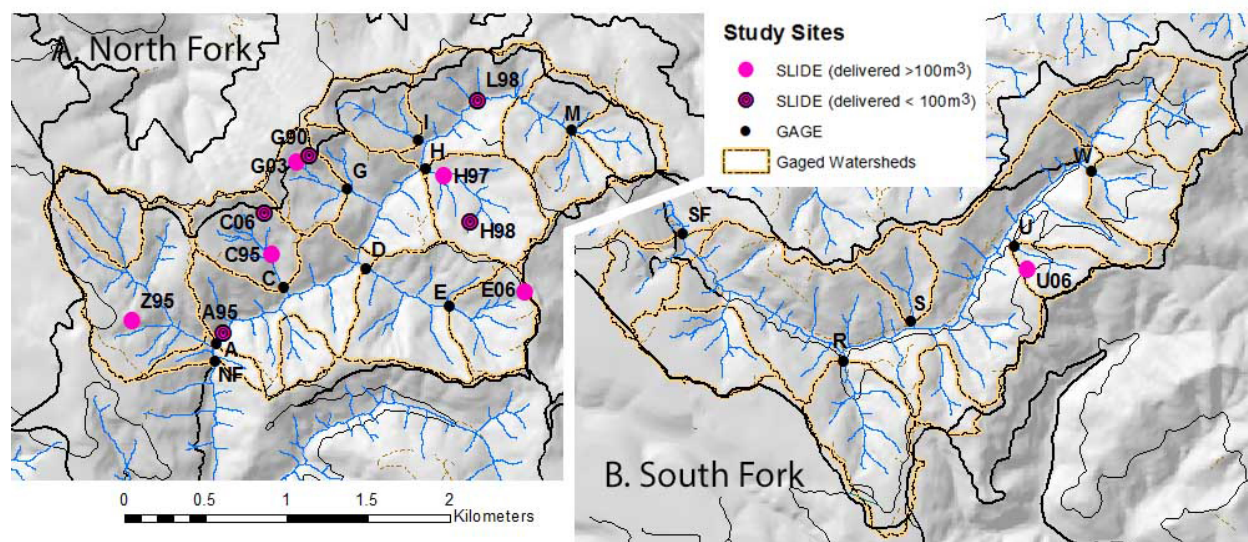 A. North Fork
Study Sites
SLIDE (delivered >100m3)
SLIDE (delivered < 100m3)
GAGE
Gaged Watersheds
L98
M
I
G90
G93
H
H97
G
C06
H98
C95
D
C
Z95
E
E06
A95
A
NF
W
SF
U
U06
S
R
B. South Fork
0 0.5 1 1.5 2
Kilometers